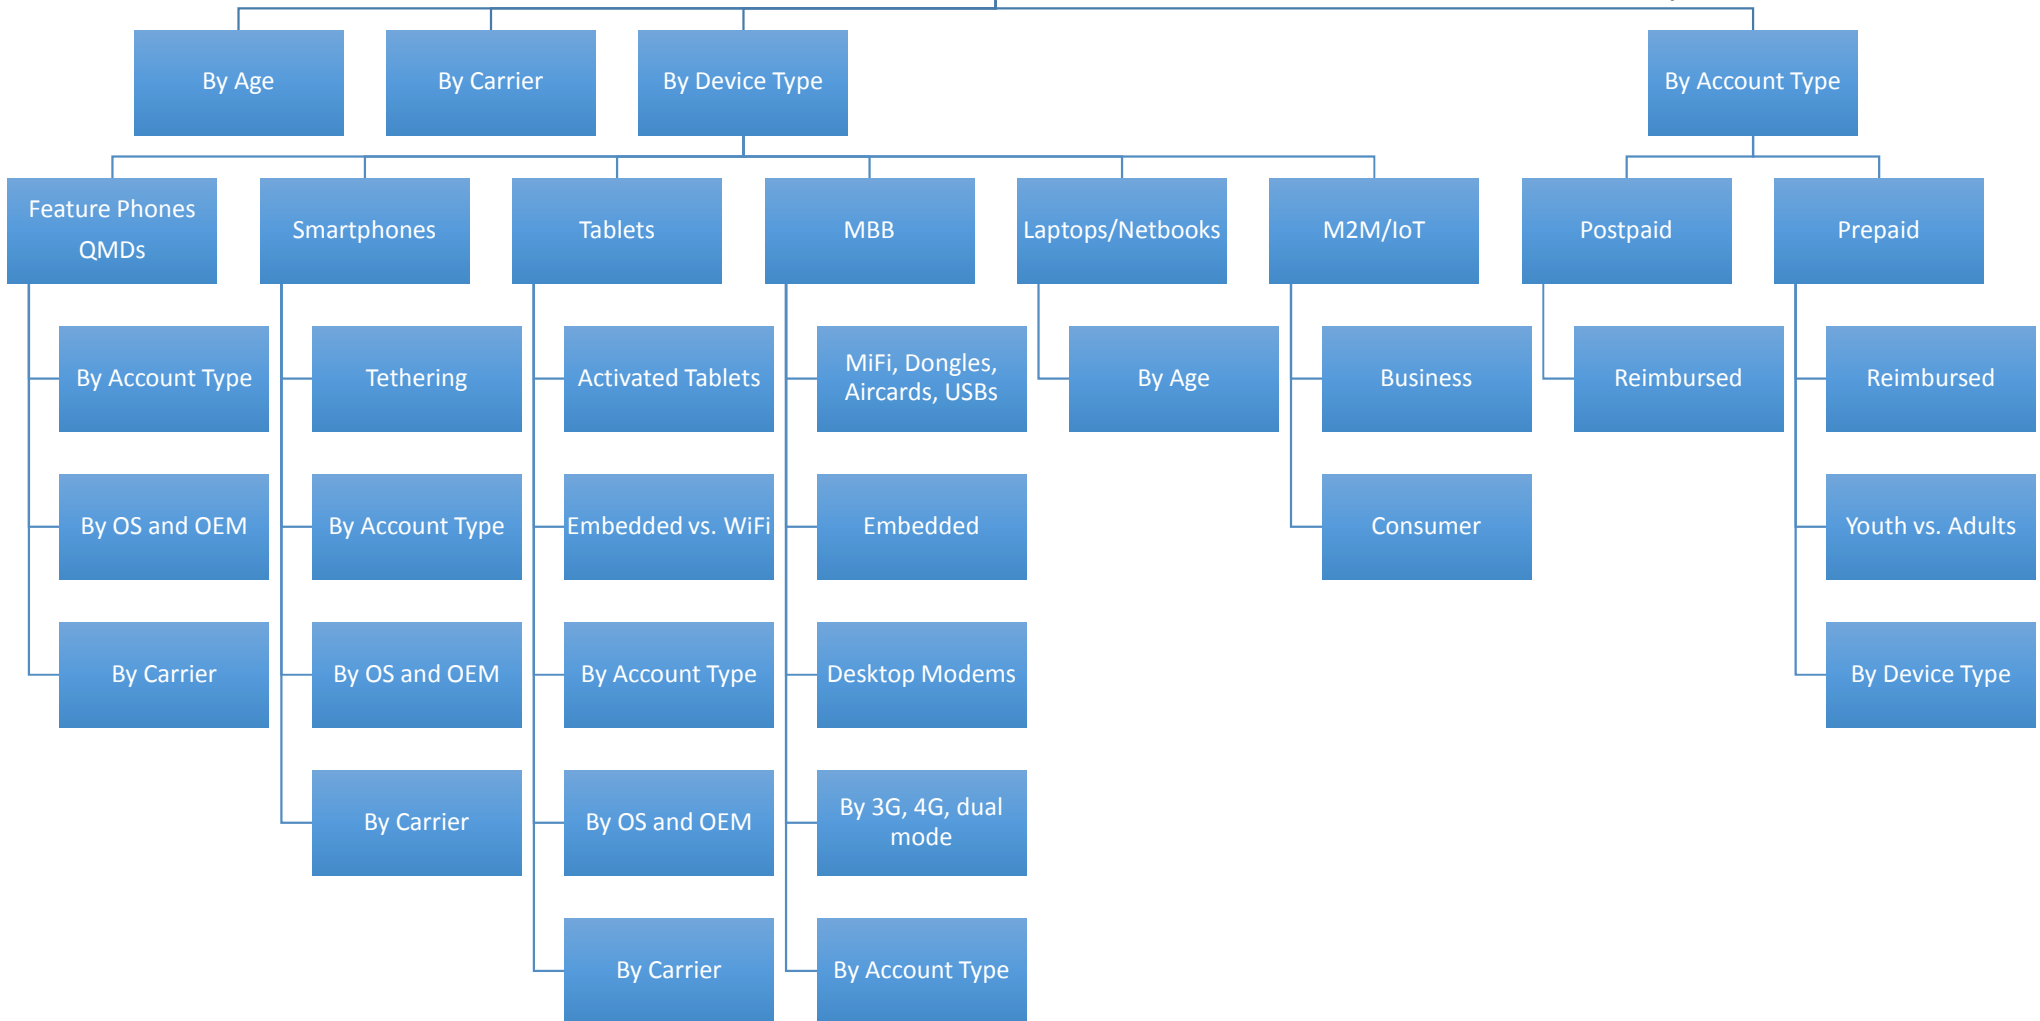 By Age
By Carrier
By Device Type
By Account Type
Feature Phones
QMDs
Smartphones
Tablets
MBB
Laptops/Netbooks
M2M/IoT
Postpaid
Prepaid
By Account Type
Tethering
Activated Tablets
MiFi, Dongles,
Aircards, USBs
By Age
Business
Reimbursed
Reimbursed
By OS and OEM
By Account Type
Embedded vs. WiFi
Embedded
Consumer
Youth vs. Adults
By Carrier
By OS and OEM
By Account Type
Desktop Modems
By Device Type
By Carrier
By OS and OEM
By 3G, 4G, dual
mode
By Carrier
By Account Type